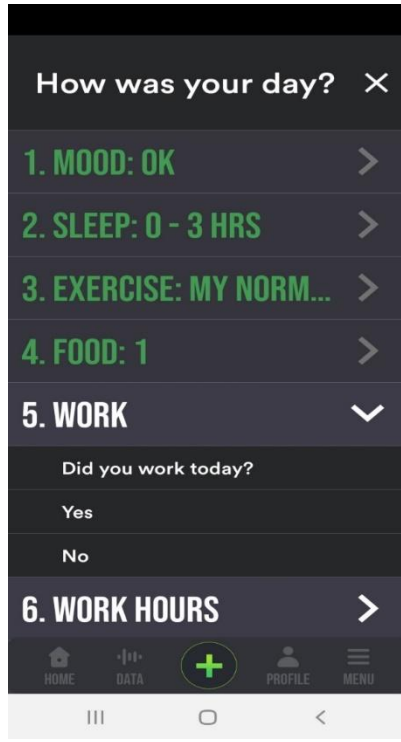 How was your day?
1. MOOD: OK
2. SLEEP: 0 - 3 HRS
3. EXERCISE: MY NORM...
4. FOOD: 1
5. WORK
Did you work today?
Yes
No
6. WORK HOURS
HOME DATA PROFILE MENU